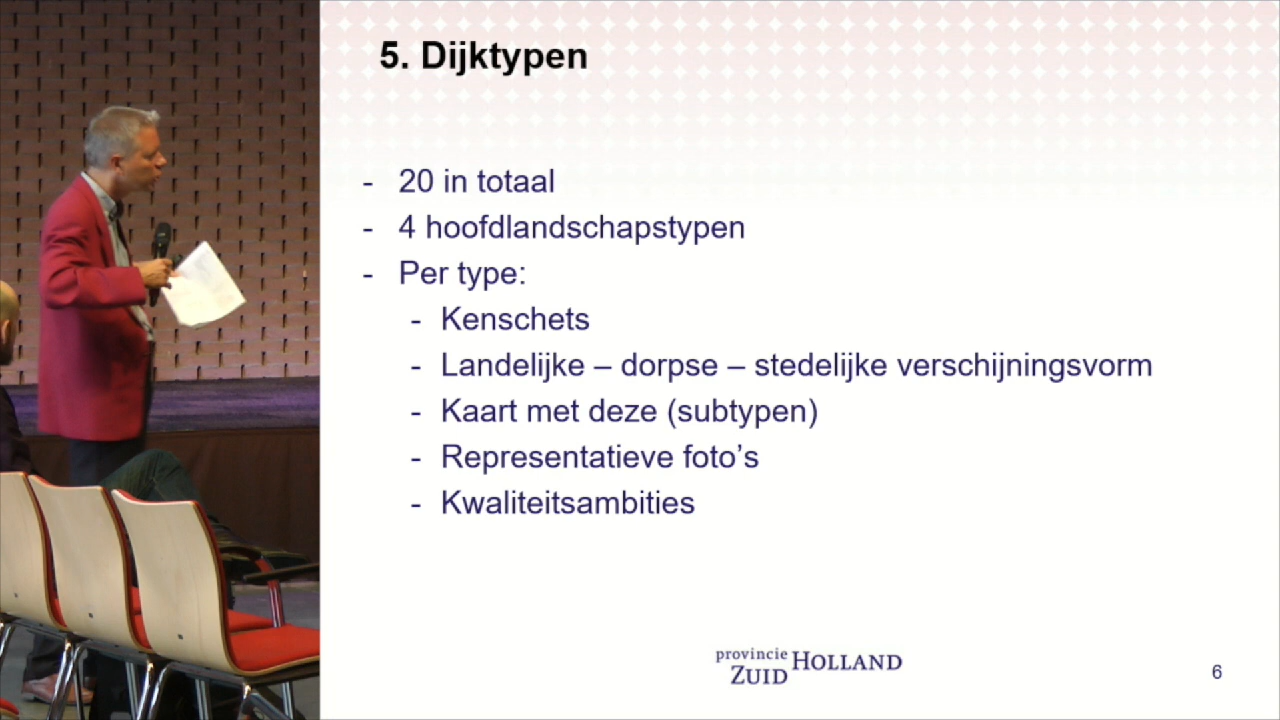 5. Dijktypen
- 20 in totaal
- 4 hoofdlandschapstypen
- Per type:
- Kenschets
- Landelijke – dorpse – stedelijke verschijningsvorm
- Kaart met deze (subtypen)
- Representatieve foto’s
- Kwaliteitsambities
provincie
ZUID HOLLAND
6